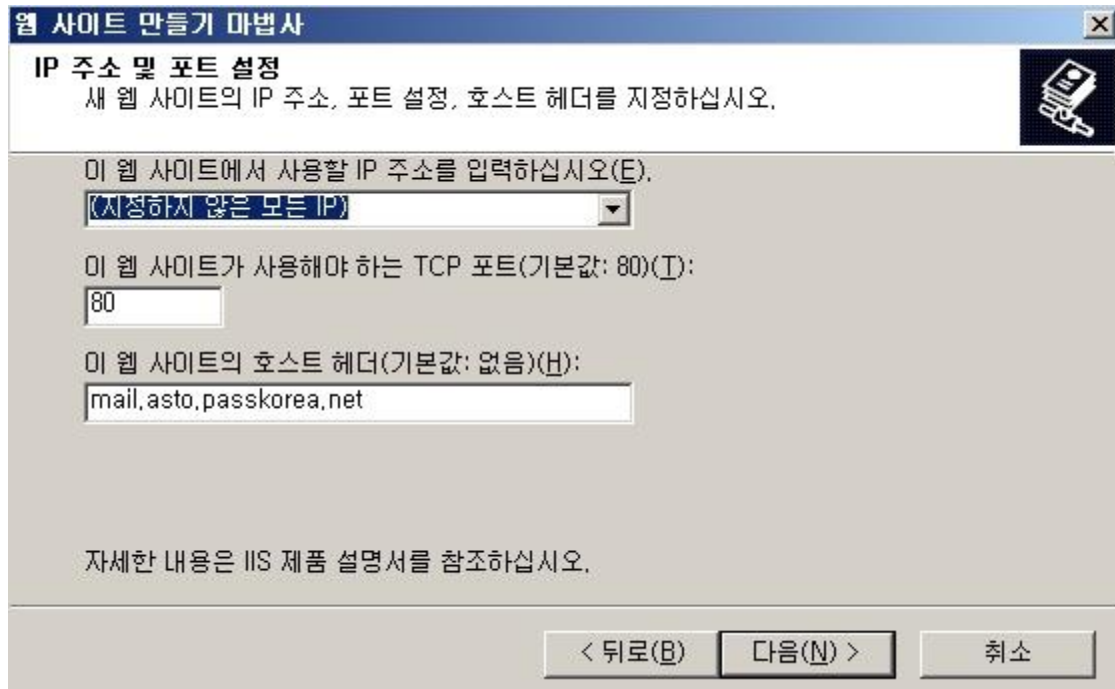 웹 사이트 만들기 마법사
IP 주소 및 포트 설정
새 웹 사이트의 IP 주소, 포트 설정, 호스트 헤더를 지정하십시오.
이 웹 사이트에서 사용할 IP 주소를 입력하십시오(E).
(지정하지 않은 모든 IP)
이 웹 사이트가 사용해야 하는 TCP 포트(기본값: 80)(T):
80
이 웹 사이트의 호스트 헤더(기본값: 없음)(H):
mail.asto.passkorea.net
자세한 내용은 IIS 제품 설명서를 참조하십시오.
< 뒤로(B) 다음(N) > 취소